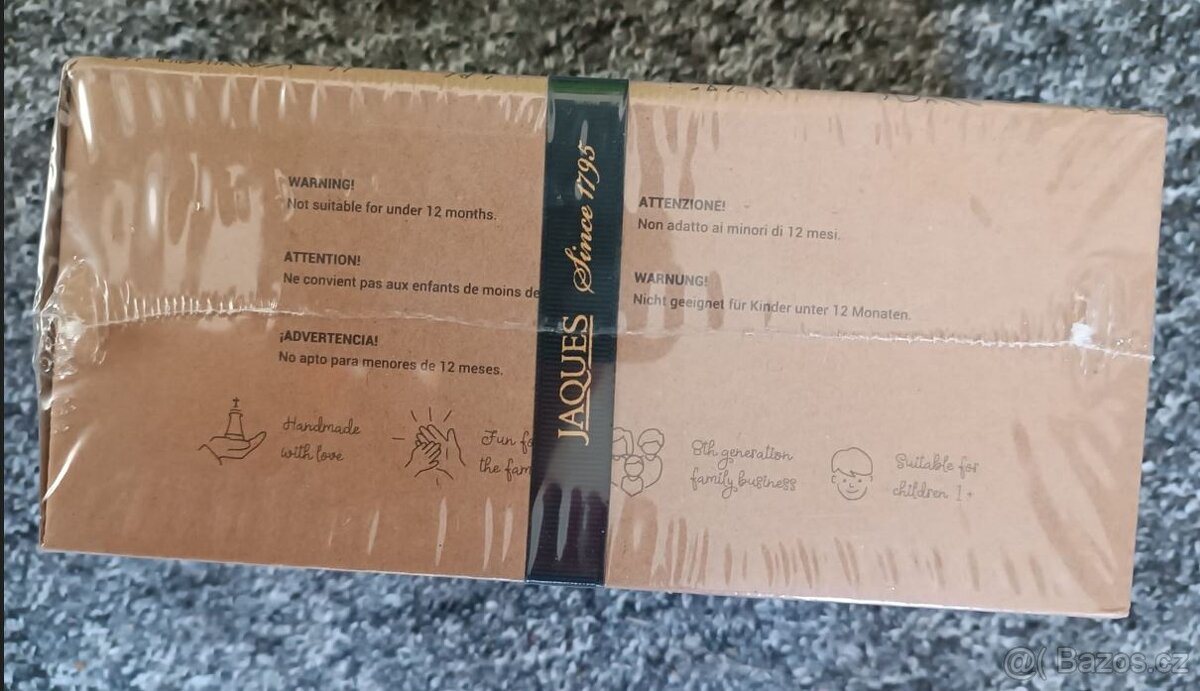 WARNING!
Not suitable for under 12 months.
ATTENTION!
Ne convient pas aux enfants de moins de
¡ADVERTENCIA!
No apto para menores de 12 meses.
Handmade
with love
Fun fo
the fam
JAQUES Since 1795
ATTENZIONE!
Non adatto ai minori di 12 mesi.
WARNUNG!
Nicht geeignet für Kinder unter 12 Monaten.
8th generation
family business
Suitable for
children 1+
@( Bazos.cz